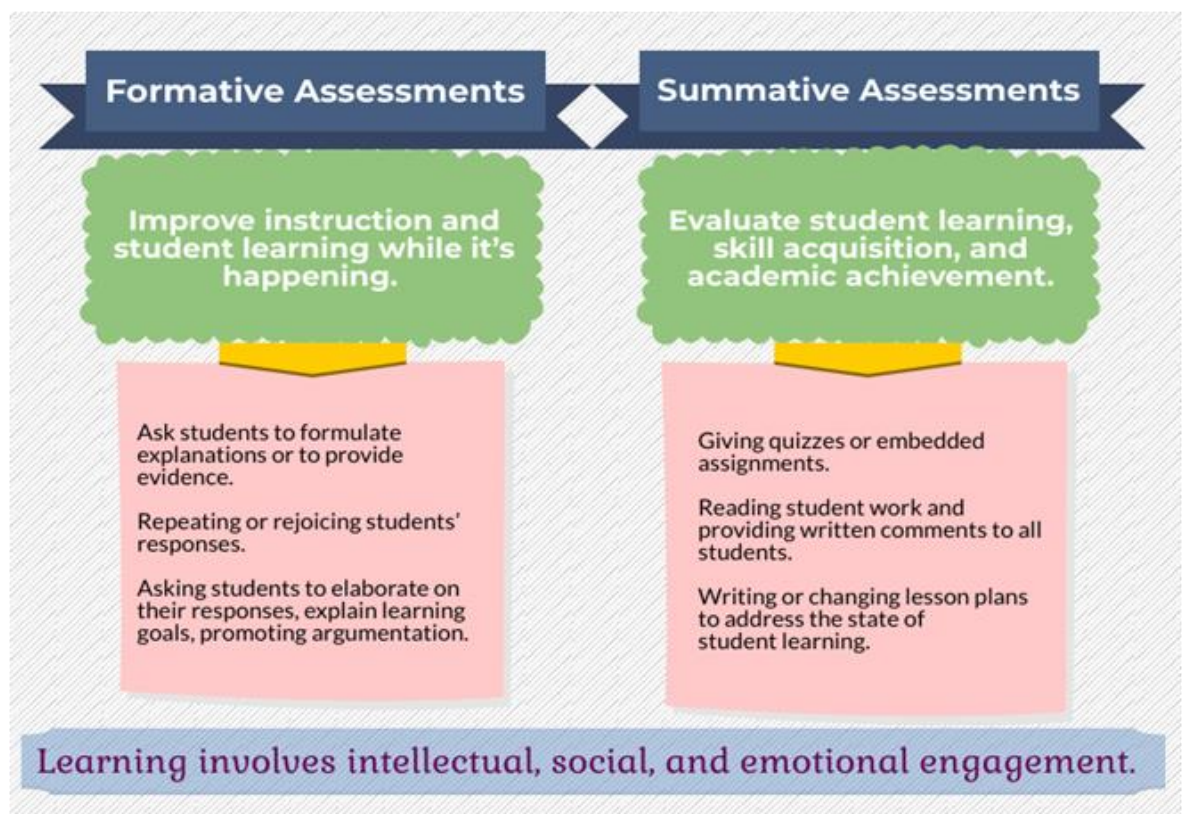 Formative Assessments
Improve instruction and
student learning while it's
happening.
Ask students to formulate
explanations or to provide
evidence.
Repeating or rejoicing students'
responses.
Asking students to elaborate on
their responses, explain learning
goals, promoting argumentation.
Summative Assessments
Evaluate student learning,
skill acquisition, and
academic achievement.
Giving quizzes or embedded
assignments.
Reading student work and
providing written comments to all
students.
Writing or changing lesson plans
to address the state of
student learning.
Learning involves intellectual, social, and emotional engagement.